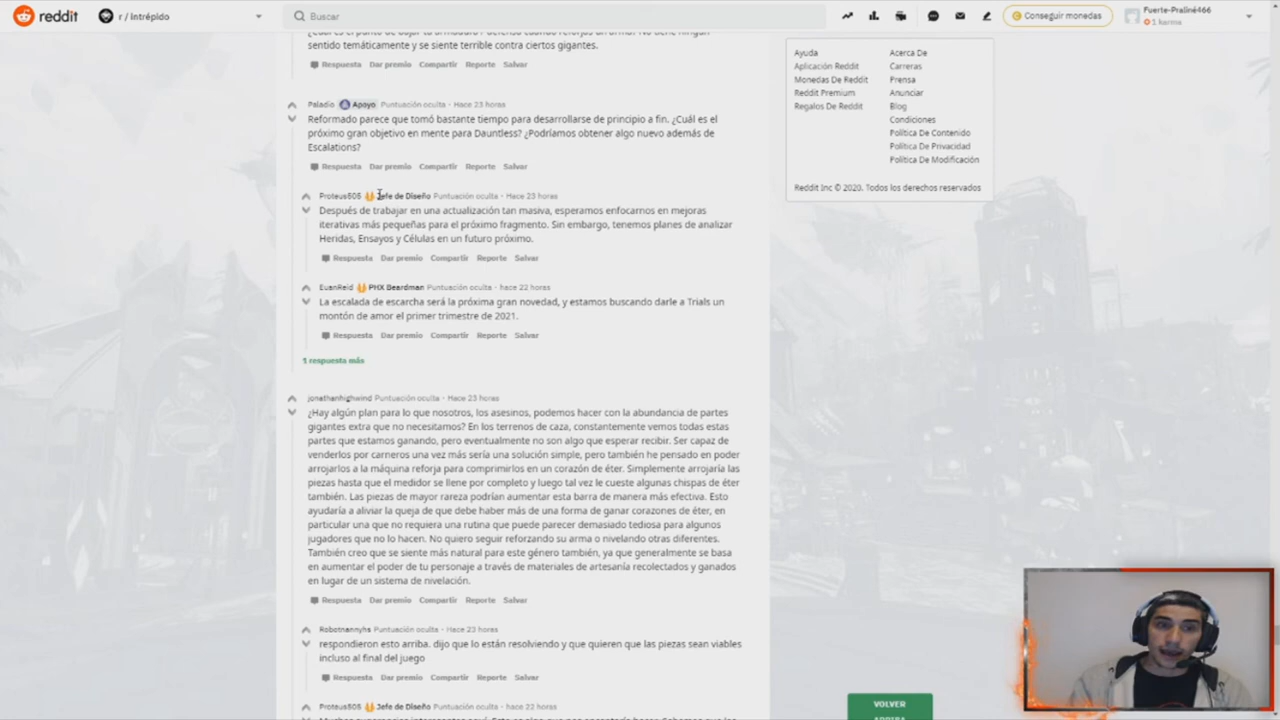 reddit
r / Intrépido
Buscar
Conseguir monedas
Fuerte-Praliné466
1 karma
sentido temáticamente y se siente terrible contra ciertos gigantes.
Respuesta Dar premio Compartir Reporte Salvar
Paladio Apoyo Puntuación oculta · Hace 23 horas
Reformado parece que tomó bastante tiempo para desarrollarse de principio a fin. ¿Cuál es el
próximo gran objetivo en mente para Dauntless? ¿Podríamos obtener algo nuevo además de
Escalations?
Respuesta Dar premio Compartir Reporte Salvar
Proteus505 Jefe de Diseño Puntuación oculta · Hace 23 horas
Después de trabajar en una actualización tan masiva, esperamos enfocarnos en mejoras
iterativas más pequeñas para el próximo fragmento. Sin embargo, tenemos planes de analizar
Heridas, Ensayos y Células en un futuro próximo.
Respuesta Dar premio Compartir Reporte Salvar
EuanReid PHX Beardman Puntuación oculta · hace 22 horas
La escalada de escarcha será la próxima gran novedad, y estamos buscando darle a Trials un
montón de amor el primer trimestre de 2021.
Respuesta Dar premio Compartir Reporte Salvar
1 respuesta más
jonathanhighwind Puntuación oculta · Hace 23 horas
¿Hay algún plan para lo que nosotros, los asesinos, podemos hacer con la abundancia de partes
gigantes extra que no necesitamos? En los terrenos de caza, constantemente vemos todas estas
partes que estamos ganando, pero eventualmente no son algo que esperar recibir. Ser capaz de
venderlos por carneros una vez más sería una solución simple, pero también he pensado en poder
arrojarlos a la máquina reforja para comprimirlos en un corazón de éter. Simplemente arrojaría las
piezas hasta que el medidor se llene por completo y luego tal vez le cueste algunas chispas de éter
también. Las piezas de mayor rareza podrían aumentar esta barra de manera más efectiva. Esto
ayudaría a aliviar la queja de que debe haber más de una forma de ganar corazones de éter, en
particular una que no requiera una rutina que puede parecer demasiado tediosa para algunos
jugadores que no lo hacen. No quiero seguir reforzando su arma o nivelando otras diferentes.
También creo que se siente más natural para este género también, ya que generalmente se basa
en aumentar el poder de tu personaje a través de materiales de artesanía recolectados y ganados
en lugar de un sistema de nivelación.
Respuesta Dar premio Compartir Reporte Salvar
Robotnannyhs Puntuación oculta · Hace 23 horas
respondieron esto arriba. dijo que lo están resolviendo y que quieren que las piezas sean viables
incluso al final del juego
Respuesta Dar premio Compartir Reporte Salvar
Proteus505 Jefe de Diseño Puntuación oculta · hace 22 horas
Ayuda Acerca De
Aplicación Reddit Carreras
Monedas De Reddit Prensa
Reddit Premium Anunciar
Regalos De Reddit Blog
Condiciones
Política De Contenido
Política De Privacidad
Política De Modificación
Reddit Inc © 2020. Todos los derechos reservados
VOLVER